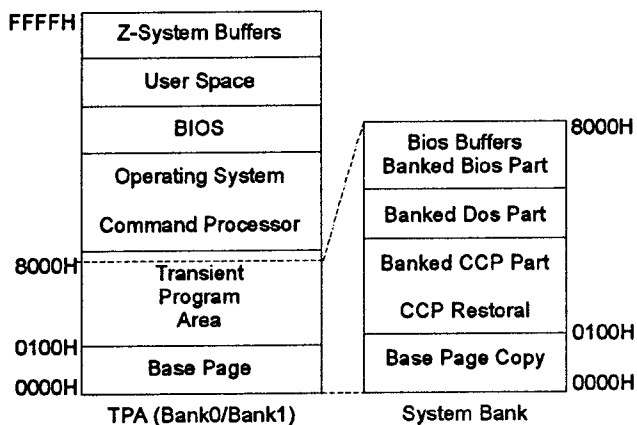 FFFFH
Z-System Buffers
User Space
BIOS
Operating System
Command Processor
8000H
Transient
Program
Area
0100H
Base Page
0000H
TPA (Bank0/Bank1)
8000H
Bios Buffers
Banked Bios Part
Banked Dos Part
Banked CCP Part
CCP Restoral
0100H
Base Page Copy
0000H
System Bank